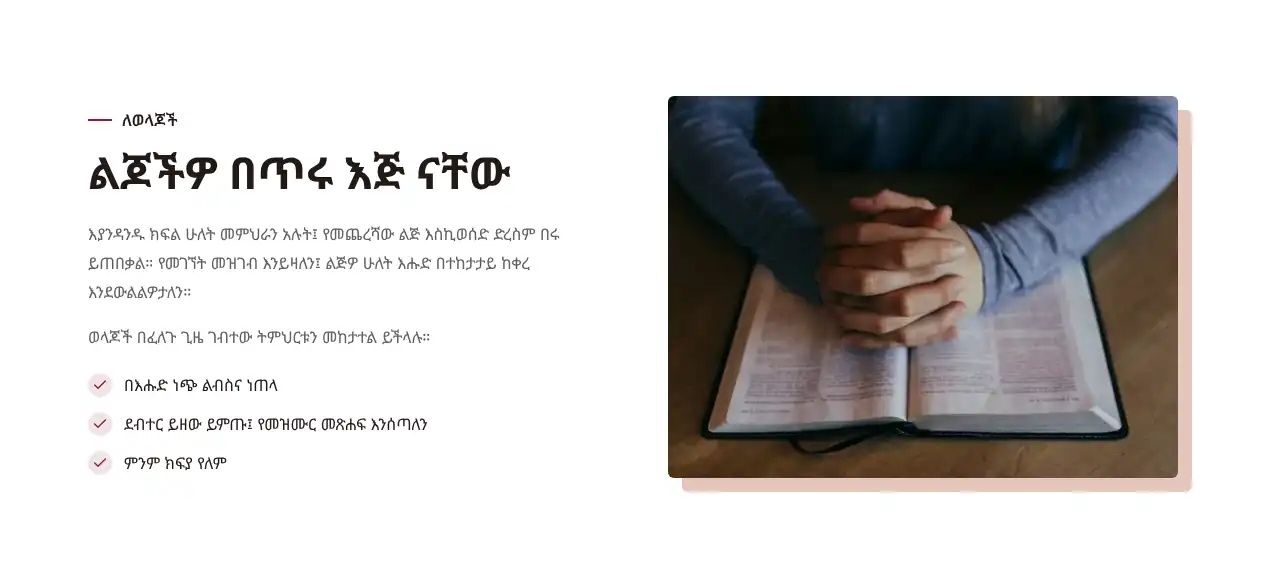 ለወላጆች
ልጆችዎ በጥሩ እጅ ናቸው
እያንዳንዱ ክፍል ሁለት መምህራን አሉት፤ የመጨረሻው ልጅ እስኪወሰድ ድረስም በሩ
ይጠበቃል። የመገኘት መዝገብ እንይዛለን፤ ልጅዎ ሁለት እሑድ በተከታታይ ከቀረ
እንደውልልዎታለን።
ወላጆች በፈለጉ ጊዜ ገብተው ትምህርቱን መከታተል ይችላሉ።
በእሑድ ነጭ ልብስና ነጠላ
ደብተር ይዘው ይምጡ፤ የመዝሙር መጽሐፍ እንሰጣለን
ምንም ክፍያ የለም